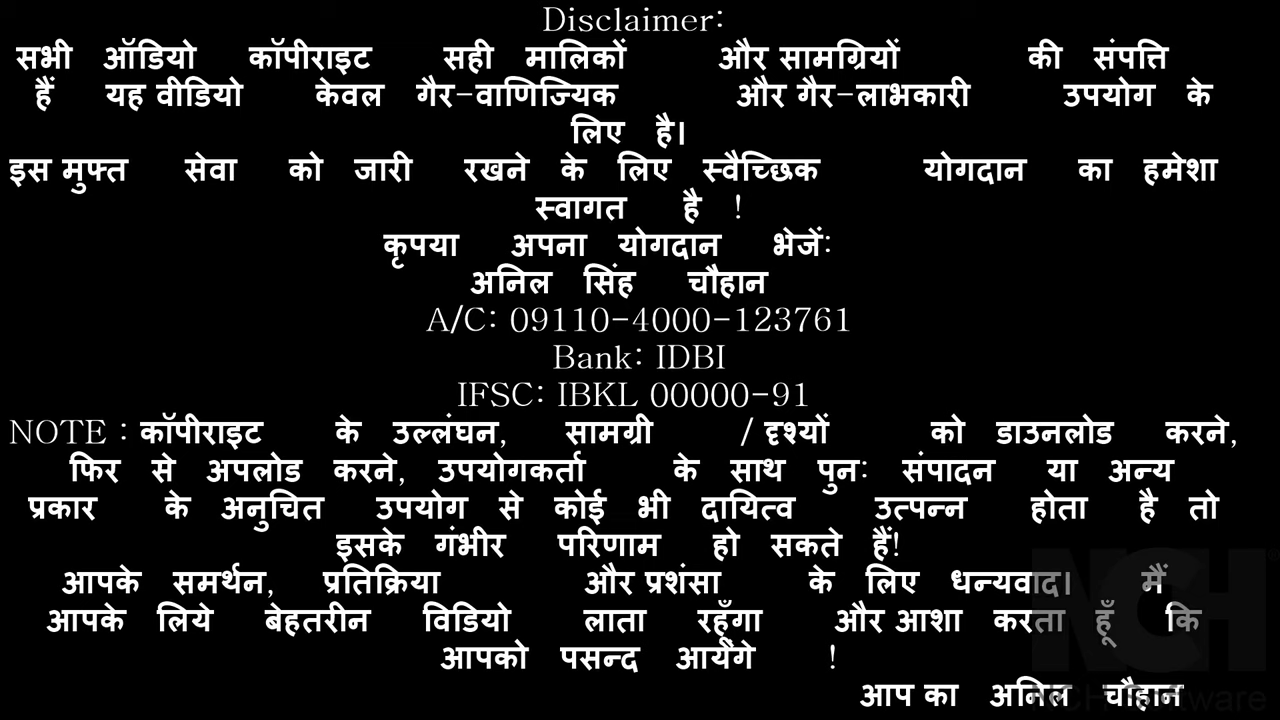 Disclaimer:
सभी ऑडियो कॉपीराइट सही मालिकों और सामग्रियों की संपत्ति
हैं यह वीडियो केवल गैर-वाणिज्यिक और गैर-लाभकारी उपयोग के
लिए है।
इस मुफ्त सेवा को जारी रखने के लिए स्वैच्छिक योगदान का हमेशा
स्वागत है !
कृपया अपना योगदान भेजें:
अनिल सिंह चौहान
A/C: 09110-4000-123761
Bank: IDBI
IFSC: IBKL 00000-91
NOTE : कॉपीराइट के उल्लंघन, सामग्री / दृश्यों को डाउनलोड करने,
फिर से अपलोड करने, उपयोगकर्ता के साथ पुन: संपादन या अन्य
प्रकार के अनुचित उपयोग से कोई भी दायित्व उत्पन्न होता है तो
इसके गंभीर परिणाम हो सकते हैं!
आपके समर्थन, प्रतिक्रिया और प्रशंसा के लिए धन्यवाद। मैं
आपके लिये बेहतरीन विडियो लाता रहूँगा और आशा करता हूँ कि
आपको पसन्द आयेंगे !
आप का अनिल चौहान
NCH
NCH Software